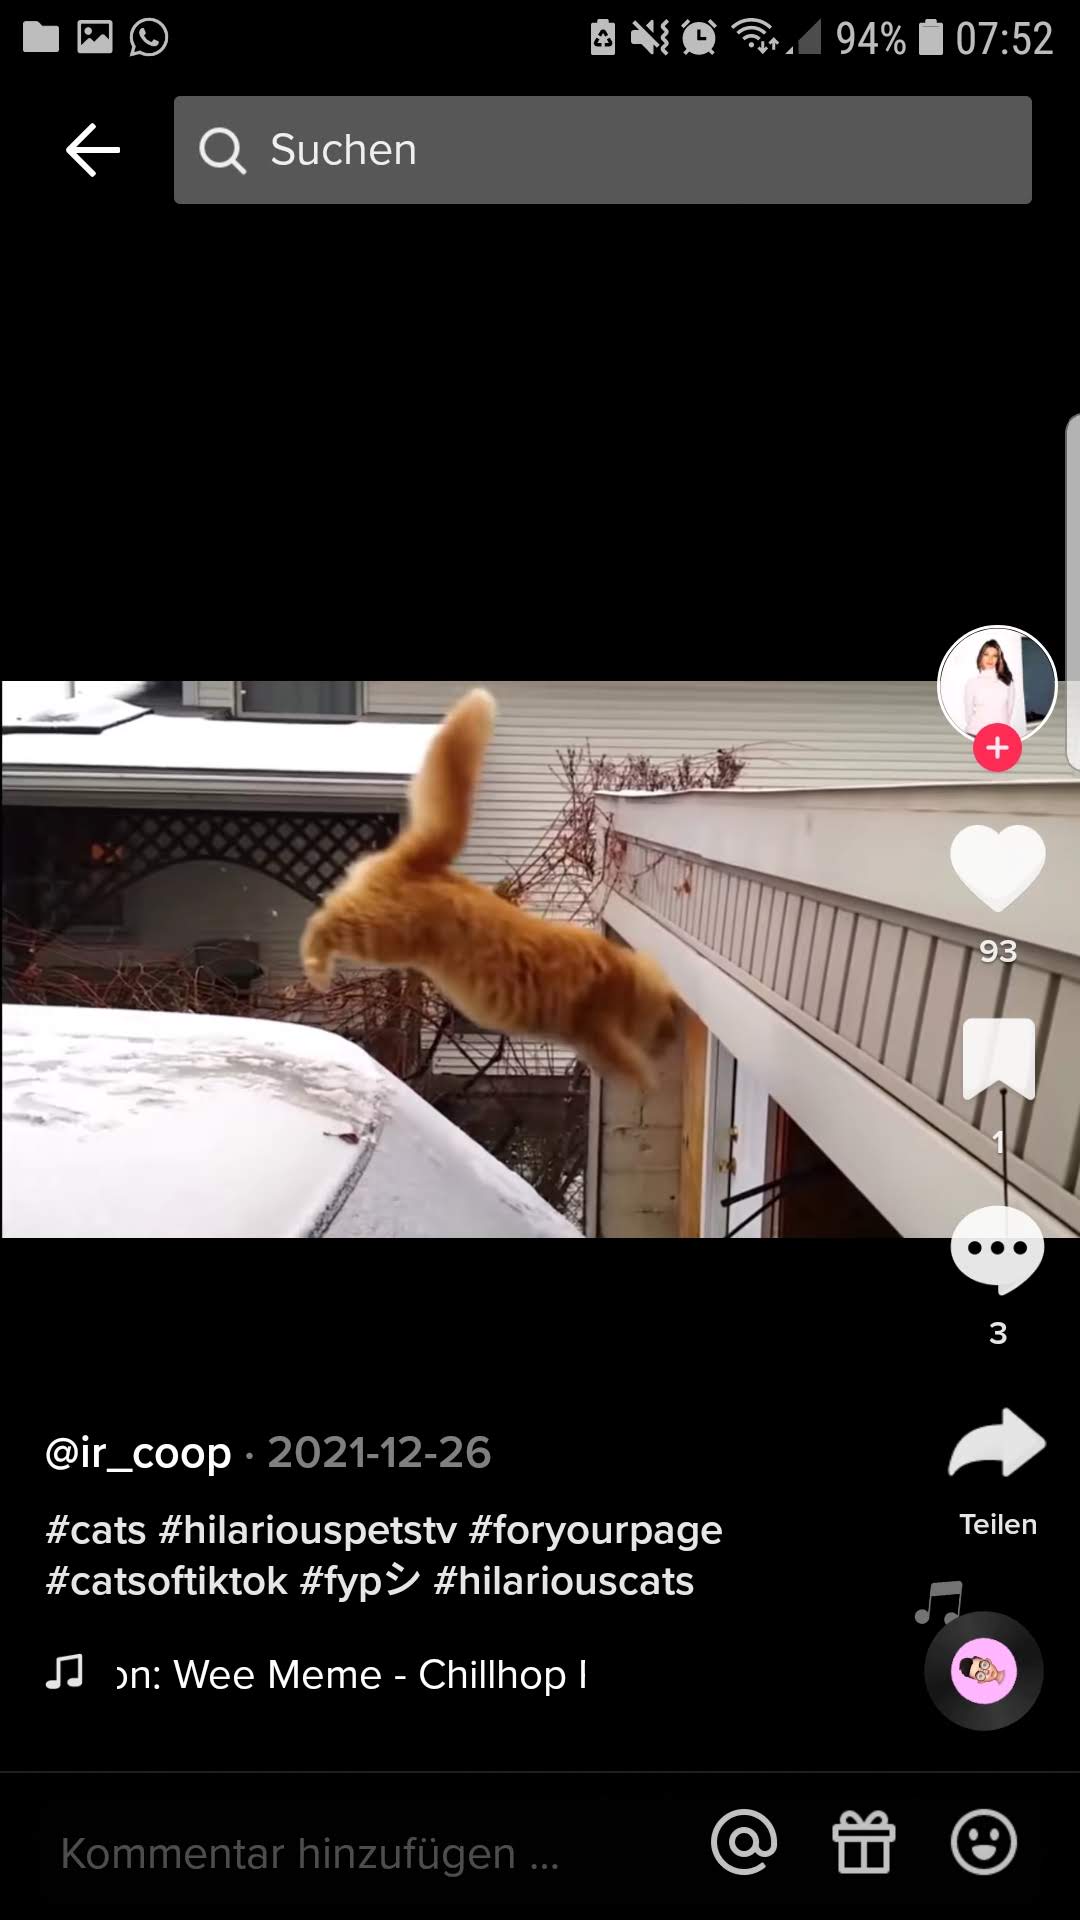 94% 07:52
Suchen
93
1
3
@ir_coop · 2021-12-26
#cats #hilariouspetstv #foryourpage
#catsoftiktok #fypシ #hilariouscats
Teilen
on: Wee Meme - Chillhop
Kommentar hinzufügen ...